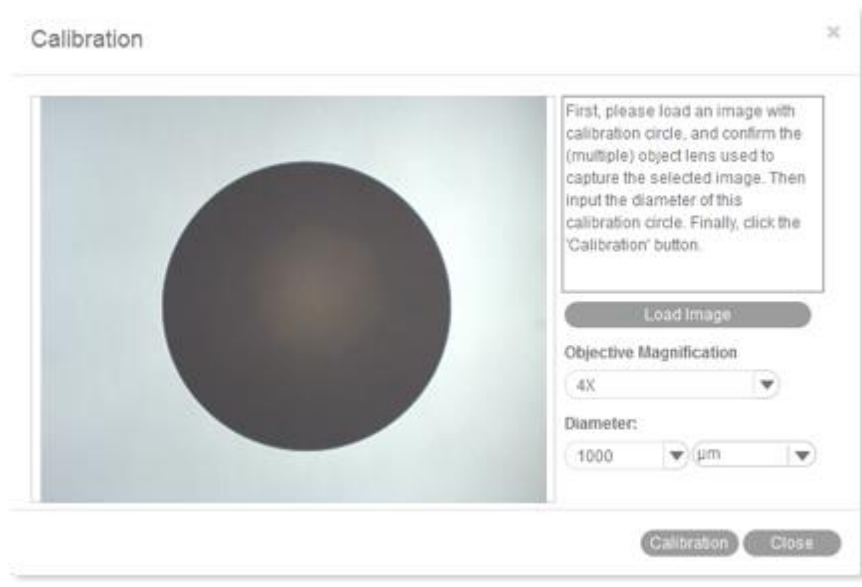 Calibration
First, please load an image with
calibration circle, and confirm the
(multiple) object lens used to
capture the selected image. Then
input the diameter of this
calibration circle. Finally, click the
'Calibration' button.
Load Image
Objective Magnification
4X
Diameter:
1000 μm
Calibration Close